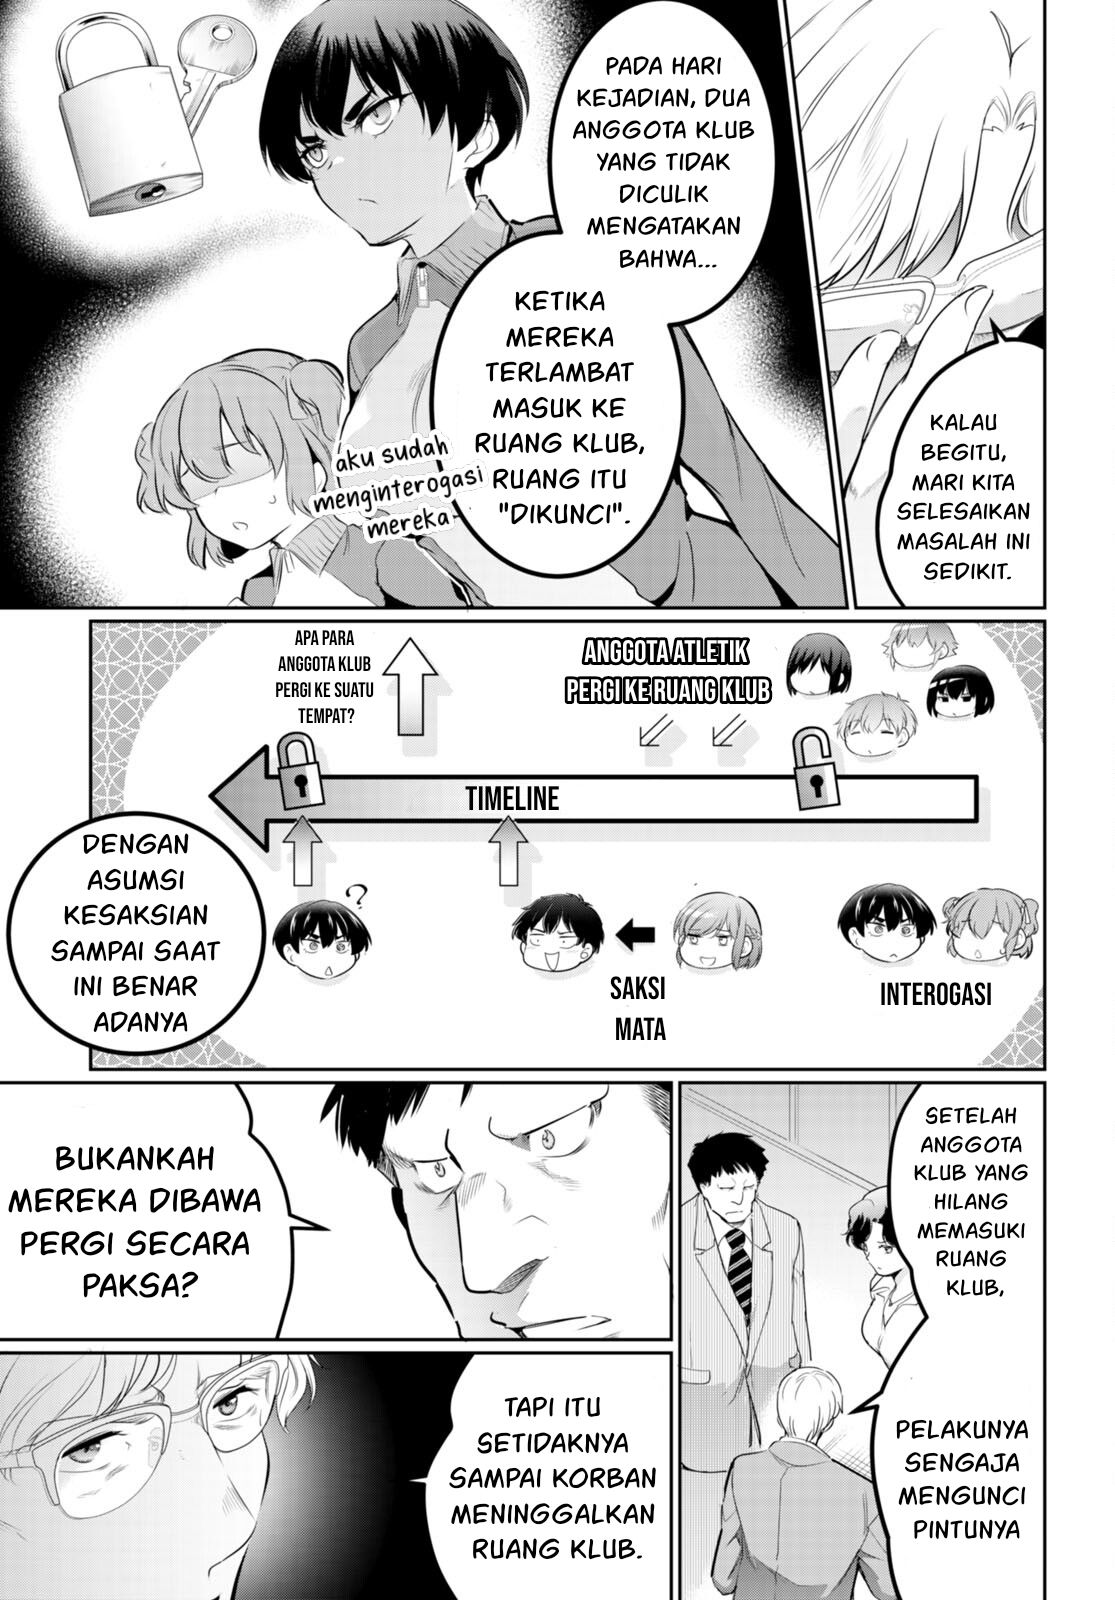 KALAU
BEGITU,
MARI KITA
SELESAIKAN
MASALAH INI
SEDIKIT.
PADA HARI
KEJADIAN, DUA
ANGGOTA KLUB
YANG TIDAK
DICULIK
MENGATAKAN
BAHWA...
KETIKA
MEREKA
TERLAMBAT
MASUK KE
RUANG KLUB,
RUANG ITU
"DIKUNCI".
aku sudah
menginterogasi
mereka~
ANGGOTA ATLETIK
PERGI KE RUANG KLUB
APA PARA
ANGGOTA KLUB
PERGI KE SUATU
TEMPAT?
TIMELINE
INTEROGASI
SAKSI
MATA
?
DENGAN
ASUMSI
KESAKSIAN
SAMPAI SAAT
INI BENAR
ADANYA
SETELAH
ANGGOTA
KLUB YANG
HILANG
MEMASUKI
RUANG
KLUB,
PELAKUNYA
SENGAJA
MENGUNCI
PINTUNYA
BUKANKAH
MEREKA DIBAWA
PERGI SECARA
PAKSA?
TAPI ITU
SETIDAKNYA
SAMPAI KORBAN
MENINGGALKAN
RUANG KLUB.